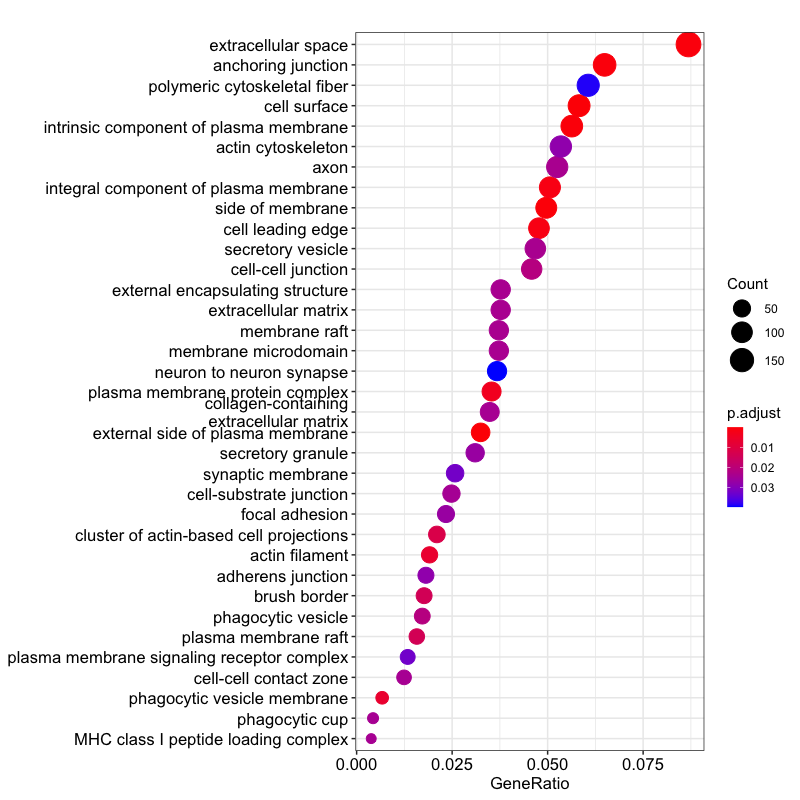 extracellular space
anchoring junction
polymeric cytoskeletal fiber
cell surface
intrinsic component of plasma membrane
actin cytoskeleton
axon
integral component of plasma membrane
side of membrane
cell leading edge
secretory vesicle
cell-cell junction
external encapsulating structure
extracellular matrix
membrane raft
membrane microdomain
neuron to neuron synapse
plasma membrane protein complex
collagen-containing
extracellular matrix
external side of plasma membrane
secretory granule
synaptic membrane
cell-substrate junction
focal adhesion
cluster of actin-based cell projections
actin filament
adherens junction
brush border
phagocytic vesicle
plasma membrane raft
plasma membrane signaling receptor complex
cell-cell contact zone
phagocytic vesicle membrane
phagocytic cup
MHC class I peptide loading complex
0.000 0.025 0.050 0.075
GeneRatio
Count
50
100
150
p.adjust
0.01
0.02
0.03